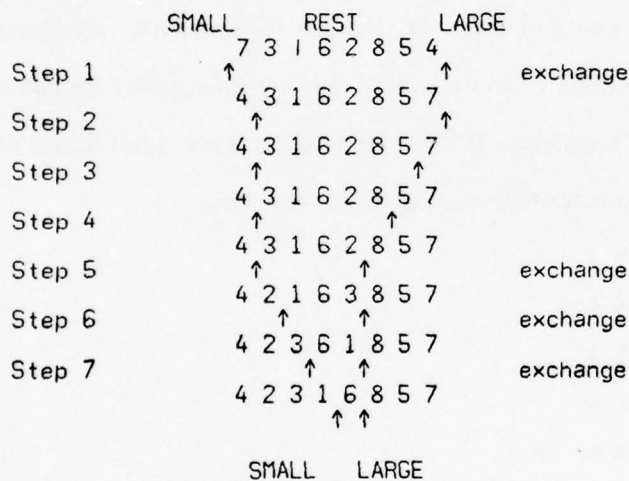 SMALL REST LARGE
7 3 1 6 2 8 5 4
Step 1 ↑ ↑ exchange
4 3 1 6 2 8 5 7
Step 2 ↑ ↑
4 3 1 6 2 8 5 7
Step 3 ↑ ↑
4 3 1 6 2 8 5 7
Step 4 ↑ ↑
4 3 1 6 2 8 5 7
Step 5 ↑ ↑ exchange
4 2 1 6 3 8 5 7
Step 6 ↑ ↑ exchange
4 2 3 6 1 8 5 7
Step 7 ↑ ↑ exchange
4 2 3 1 6 8 5 7
↑ ↑
SMALL LARGE